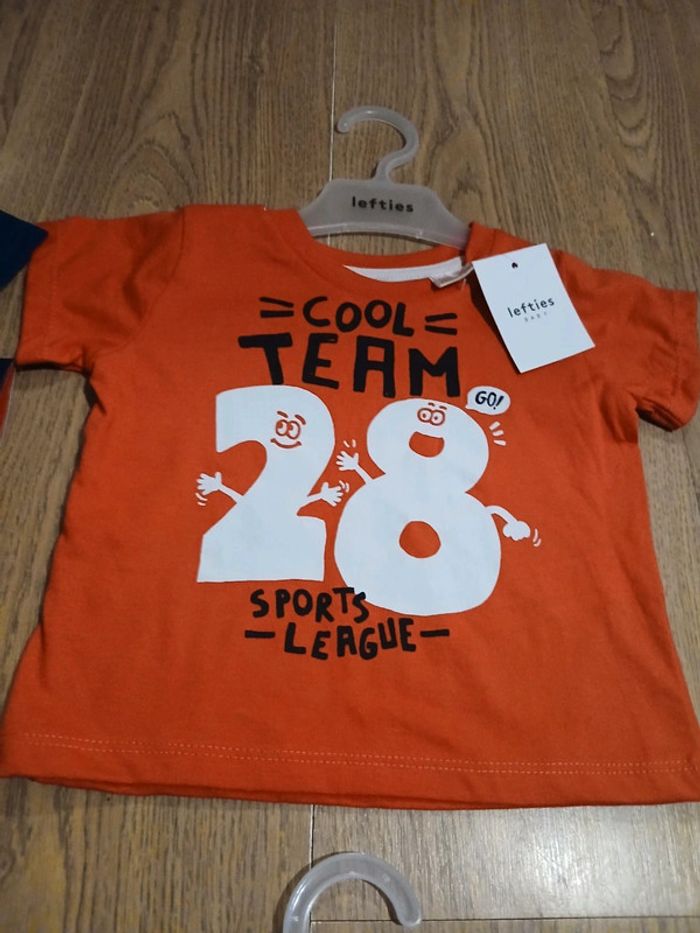 lefties
lefties
BABY
COOL
TEAM
GO!
28
SPORTS
LEAGUE